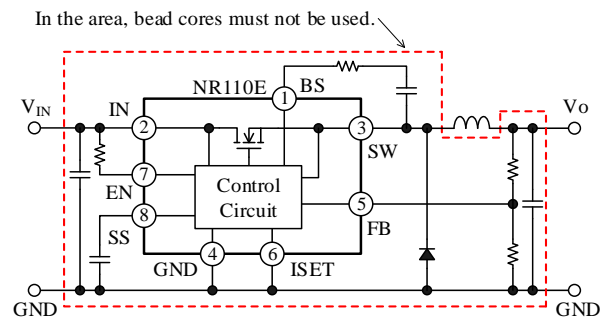 In the area, bead cores must not be used.
NR110E
1
BS
VIN
IN
2
3
SW
Vo
EN
7
Control
Circuit
5
FB
SS
8
4
GND
6
ISET
GND
GND